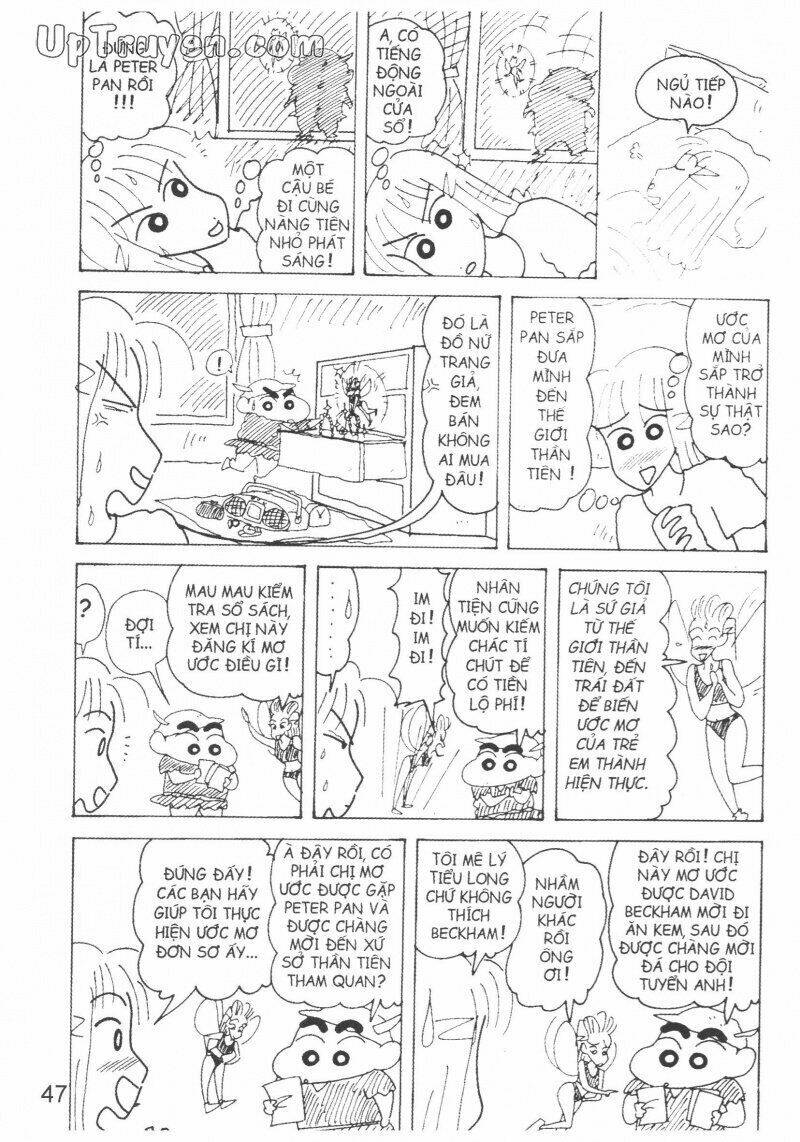 UpTruyen.com
NGỦ TIẾP
NÀO!
A, CÓ
TIẾNG
ĐỘNG
NGOÀI
CỬA
SỔ!
MỘT
CẬU BÉ
ĐI CÙNG
NÀNG TIÊN
NHỎ PHÁT
SÁNG!
ĐÚNG
LÀ PETER
PAN RỒI
!!!
ƯỚC
MƠ CỦA
MÌNH
SẮP TRỞ
THÀNH
SỰ THẬT
SAO?
PETER
PAN SẮP
ĐƯA
MÌNH
ĐẾN
THẾ
GIỚI
THẦN
TIÊN !
ĐÓ LÀ
ĐỒ NỮ
TRANG
GIẢ,
ĐEM
BÁN
KHÔNG
AI MUA
ĐÂU!
!
CHÚNG TÔI
LÀ SỨ GIẢ
TỪ THẾ
GIỚI THẦN
TIÊN, ĐẾN
TRÁI ĐẤT
ĐỂ BIẾN
ƯỚC MƠ
CỦA TRẺ
EM THÀNH
HIỆN THỰC.
NHÂN
TIỆN CŨNG
MUỐN KIẾM
CHÁC TÍ
CHÚT ĐỂ
CÓ TIỀN
LỘ PHÍ!
IM
ĐI! IM
ĐI!
....
MAU MAU KIỂM
TRA SỔ SÁCH,
XEM CHỊ NÀY
ĐĂNG KÍ MƠ
ƯỚC ĐIỀU GÌ!
ĐỢI
TÍ...
?
ĐÂY RỒI! CHỊ
NÀY MƠ ƯỚC
ĐƯỢC DAVID
BECKHAM MỜI ĐI
ĂN KEM, SAU ĐÓ
ĐƯỢC CHÀNG MỜI
ĐÁ CHO ĐỘI
TUYỂN ANH!
NHẦM
NGƯỜI
KHÁC
RỒI
ÔNG
ƠI!
TÔI MÊ LÝ
TIỂU LONG
CHỨ KHÔNG
THÍCH
BECKHAM!
À ĐÂY RỒI, CÓ
PHẢI CHỊ MƠ
ƯỚC ĐƯỢC GẶP
PETER PAN VÀ
ĐƯỢC CHÀNG
MỜI ĐẾN XỨ
SỞ THẦN TIÊN
THAM QUAN?
ĐÚNG ĐẤY!
CÁC BẠN HÃY
GIÚP TÔI THỰC
HIỆN ƯỚC MƠ
ĐƠN SƠ ẤY...
47